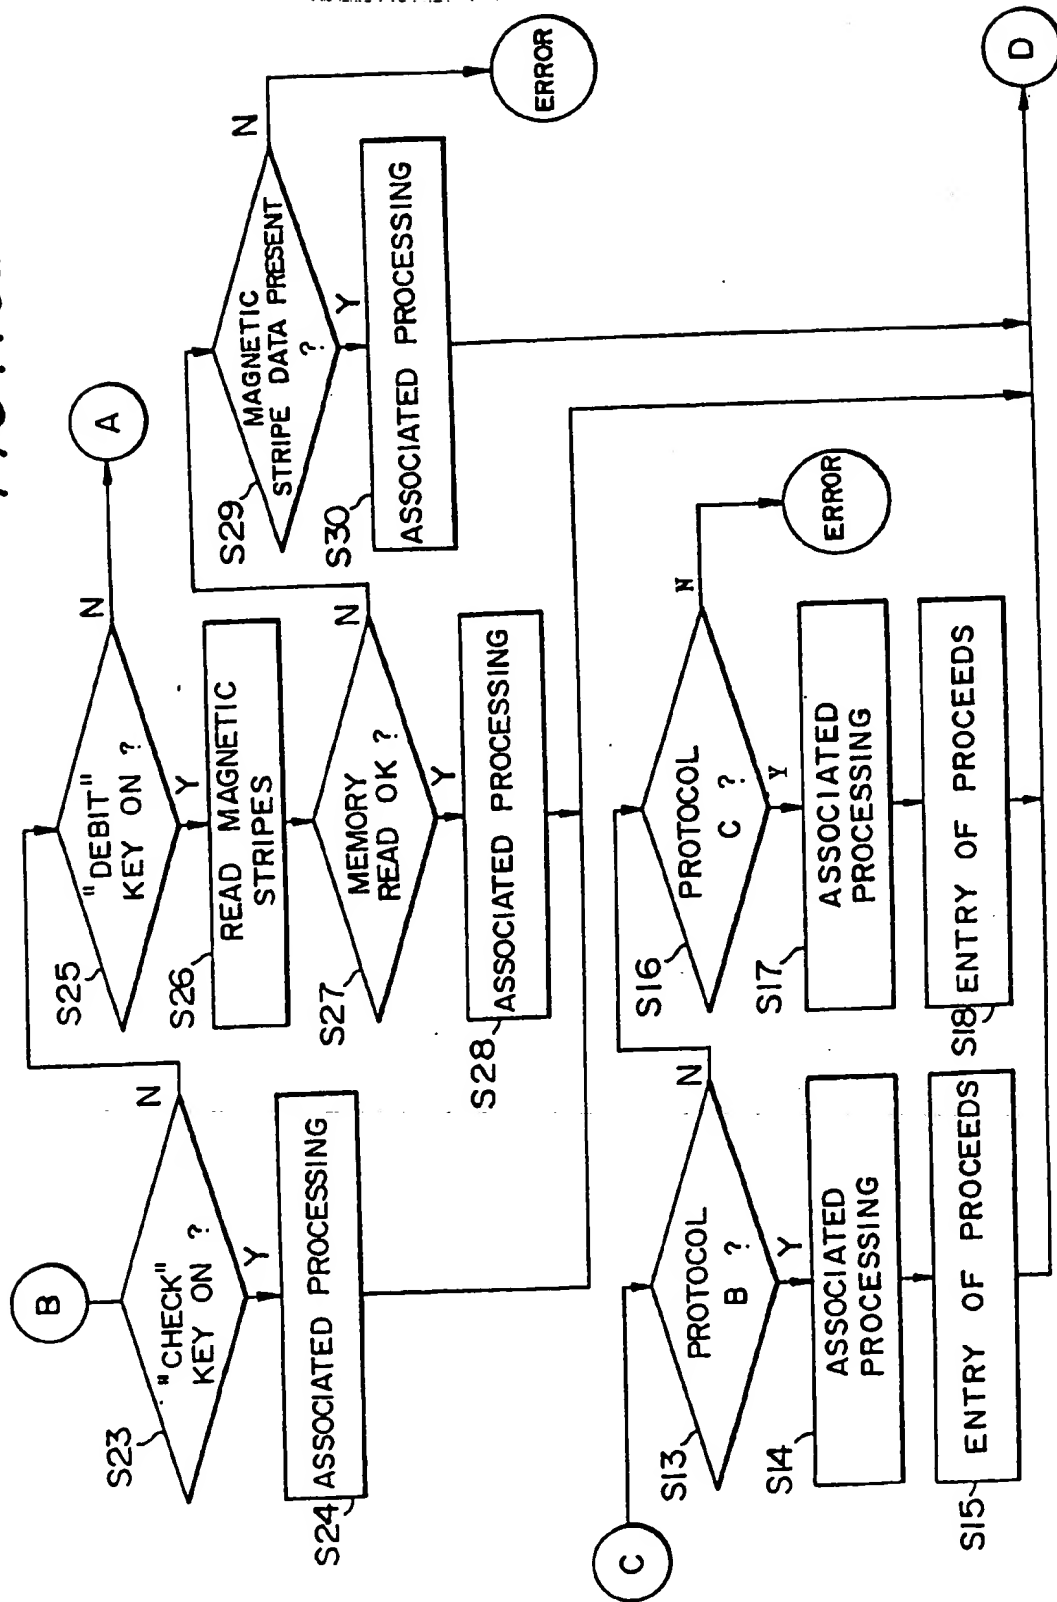 B
S23
"CHECK"
KEY ON ?
N
Y
S24
ASSOCIATED PROCESSING
S25
"DEBIT"
KEY ON ?
N
A
Y
S26
READ MAGNETIC
STRIPES
S27
MEMORY
READ OK ?
N
Y
S28
ASSOCIATED PROCESSING
S29
MAGNETIC
STRIPE DATA PRESENT
?
N
ERROR
Y
S30
ASSOCIATED PROCESSING
C
S13
PROTOCOL
B ?
N
Y
S14
ASSOCIATED
PROCESSING
S15
ENTRY OF PROCEEDS
S16
PROTOCOL
C ?
N
ERROR
Y
S17
ASSOCIATED
PROCESSING
S18
ENTRY OF PROCEEDS
D